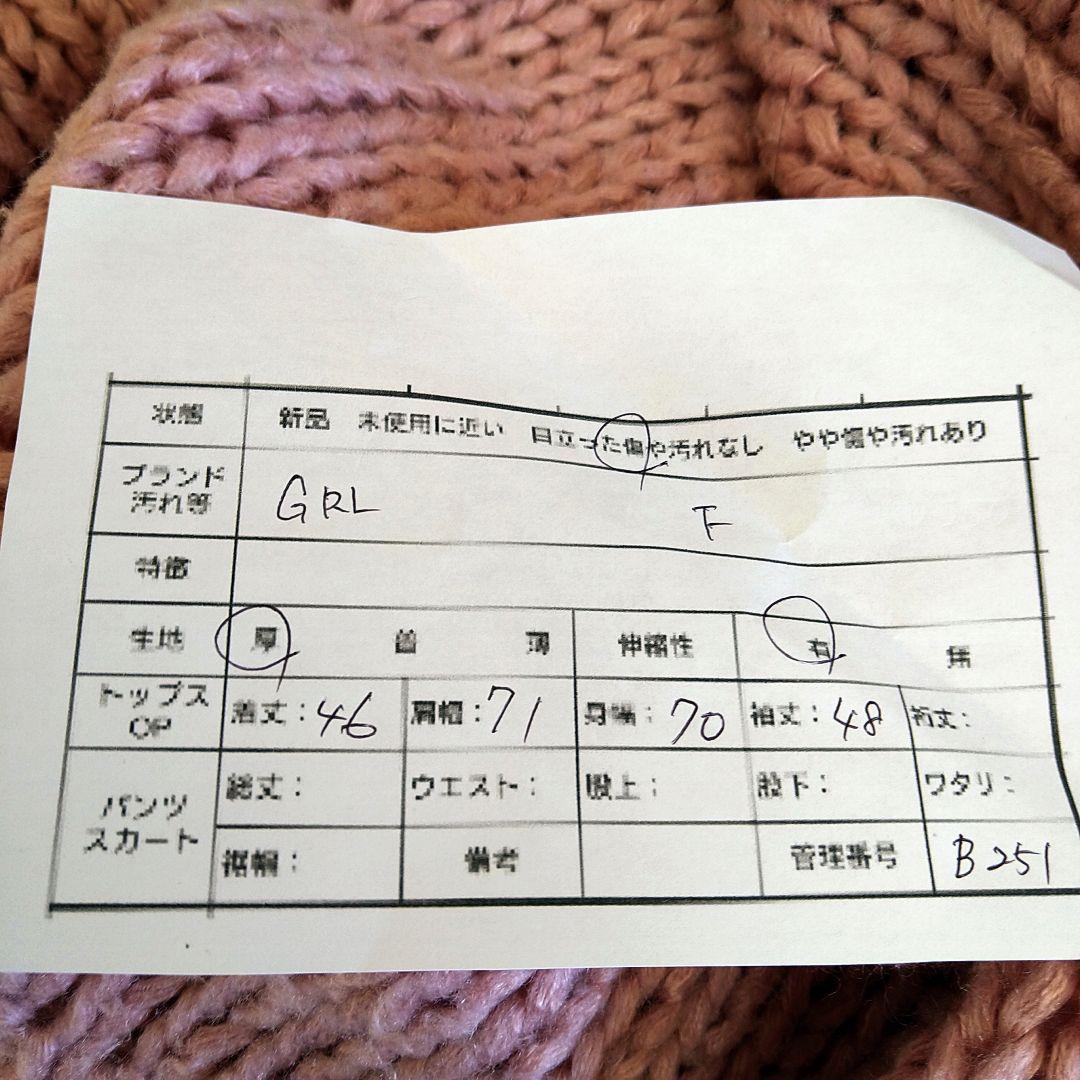 状態 新品 未使用に近い 目立った傷や汚れなし やや傷や汚れあり
ブランド
汚れ等 GRL F
特徴
生地 厚 普 薄 伸縮性 有 無
トップス
OP 着丈：46 肩幅：71 身幅：70 袖丈：48 裄丈：
パンツ
スカート 総丈： ウエスト： 股上： 股下： ワタリ：
裾幅： 備考 管理番号 B251